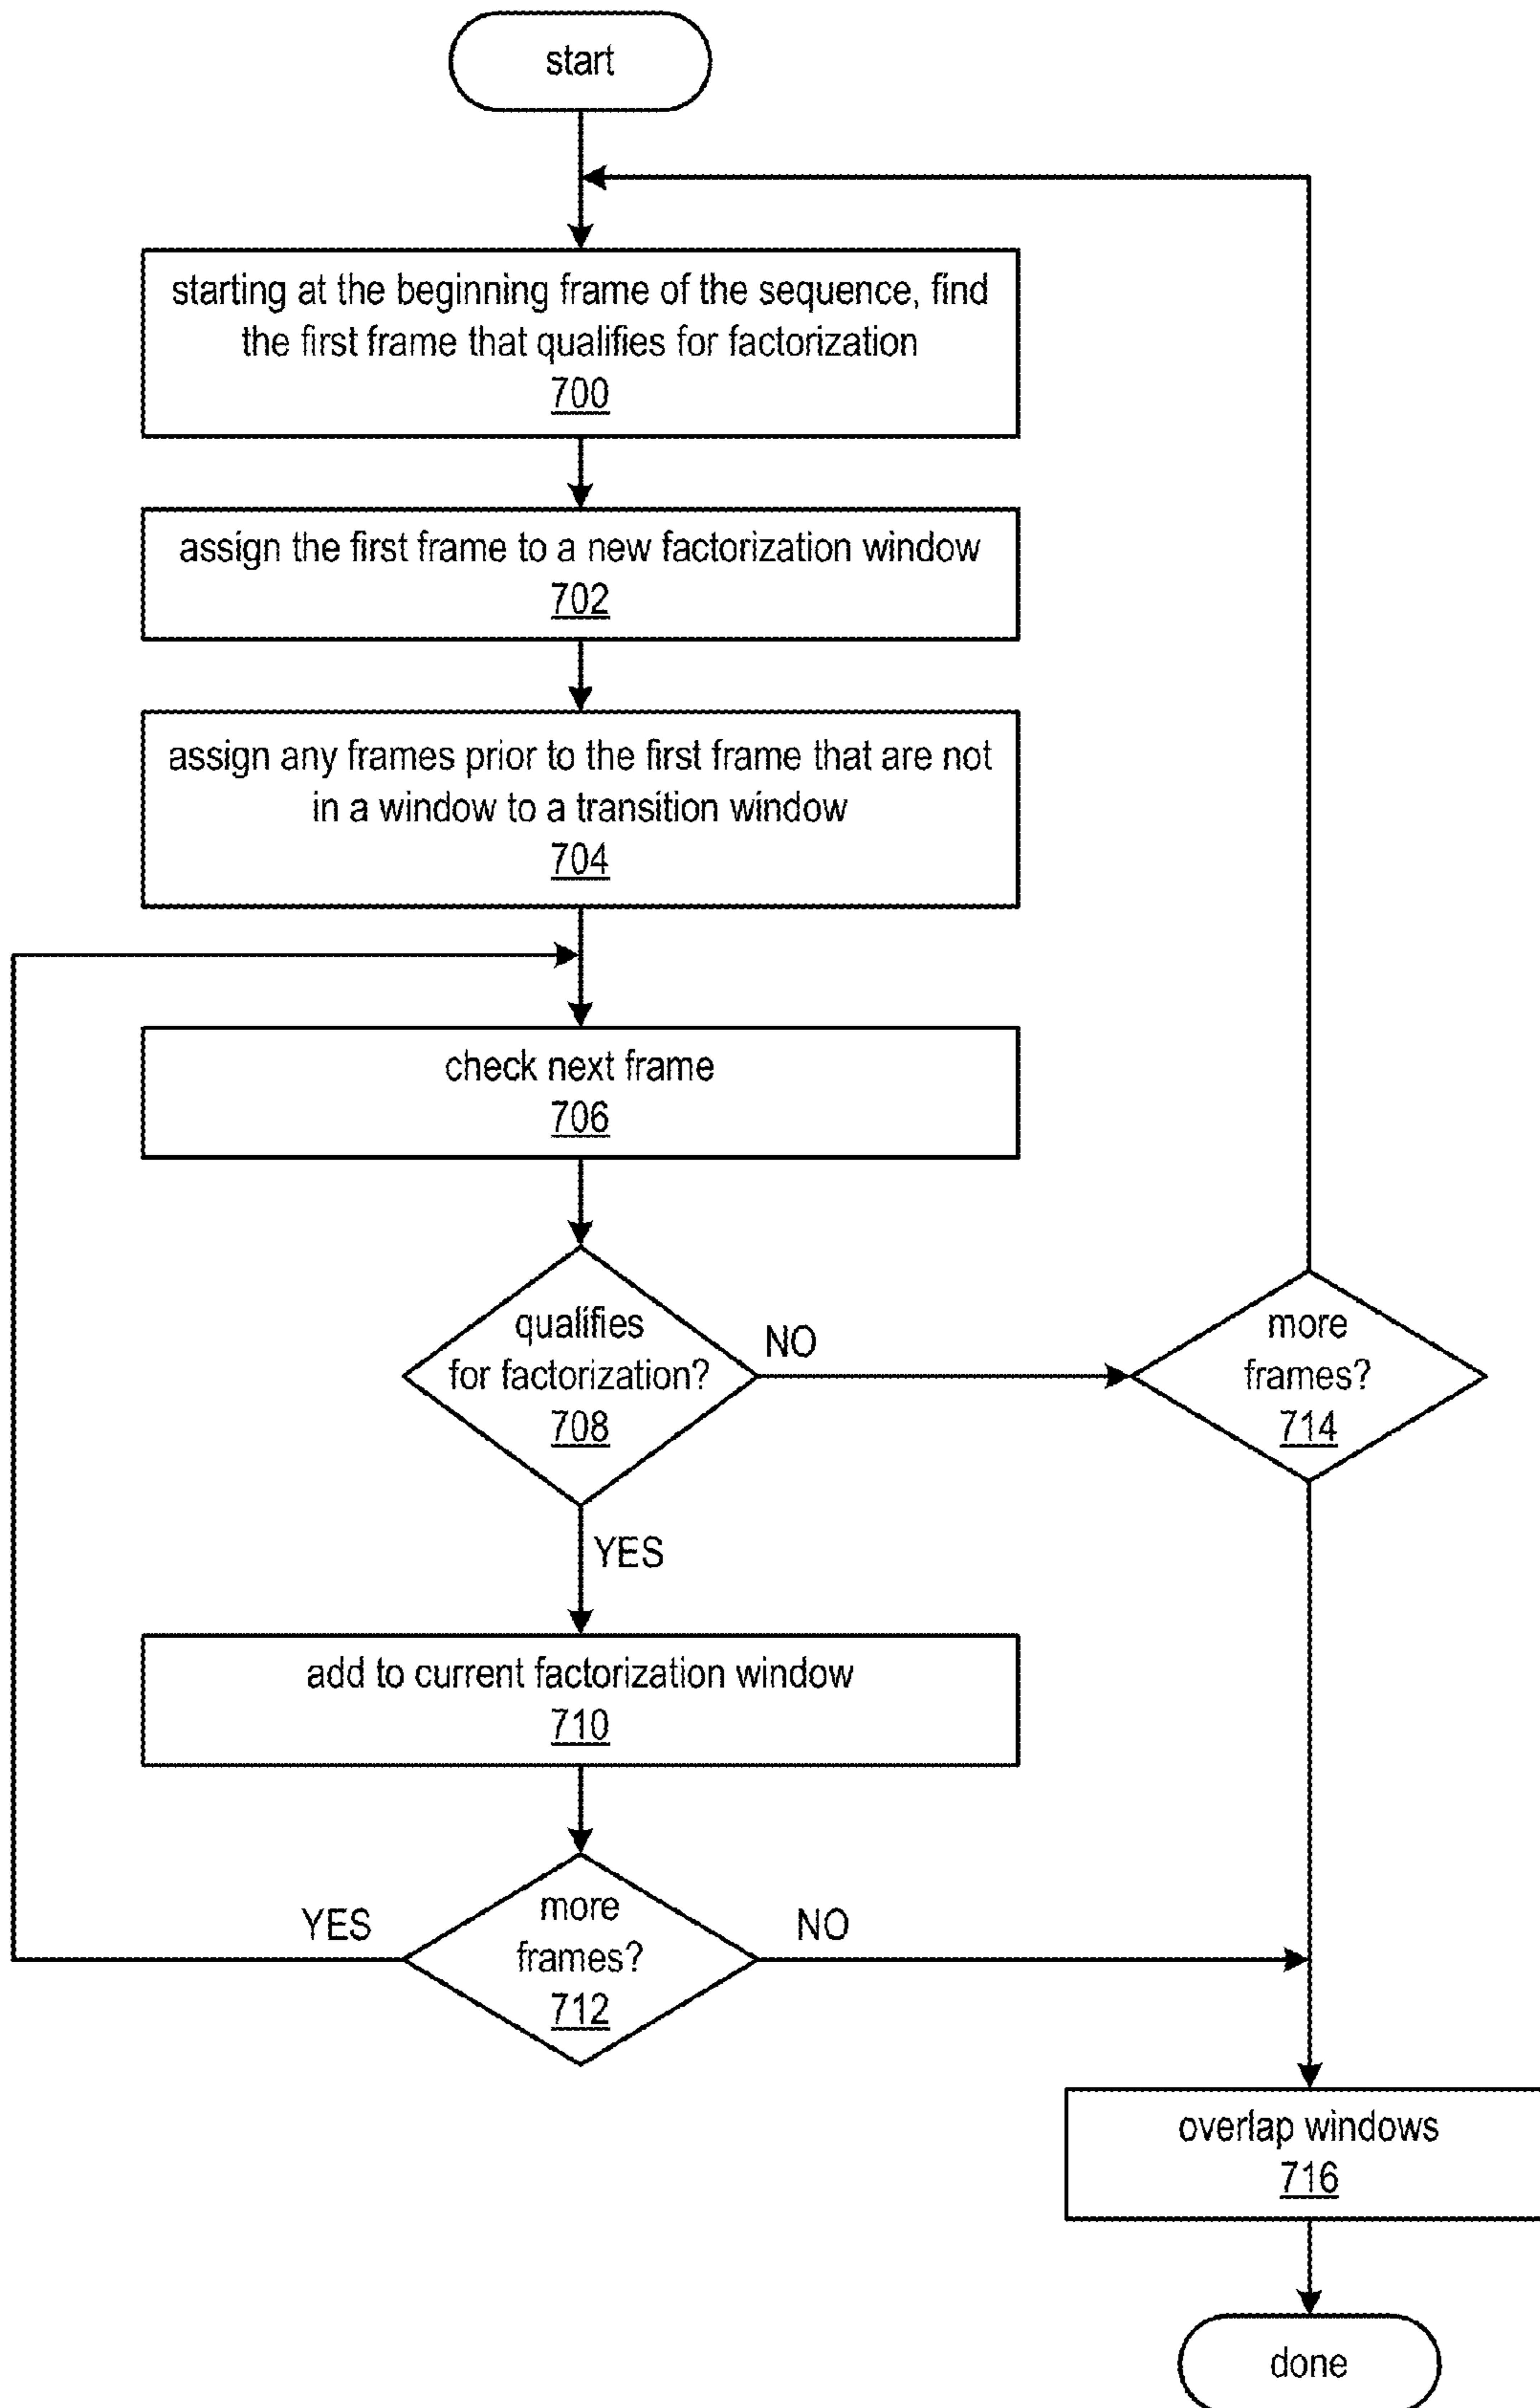 start
starting at the beginning frame of the sequence, find
the first frame that qualifies for factorization
700
assign the first frame to a new factorization window
702
assign any frames prior to the first frame that are not
in a window to a transition window
704
check next frame
706
qualifies
for factorization?
708
NO
more
frames?
714
YES
add to current factorization window
710
YES
more
frames?
712
NO
overlap windows
716
done